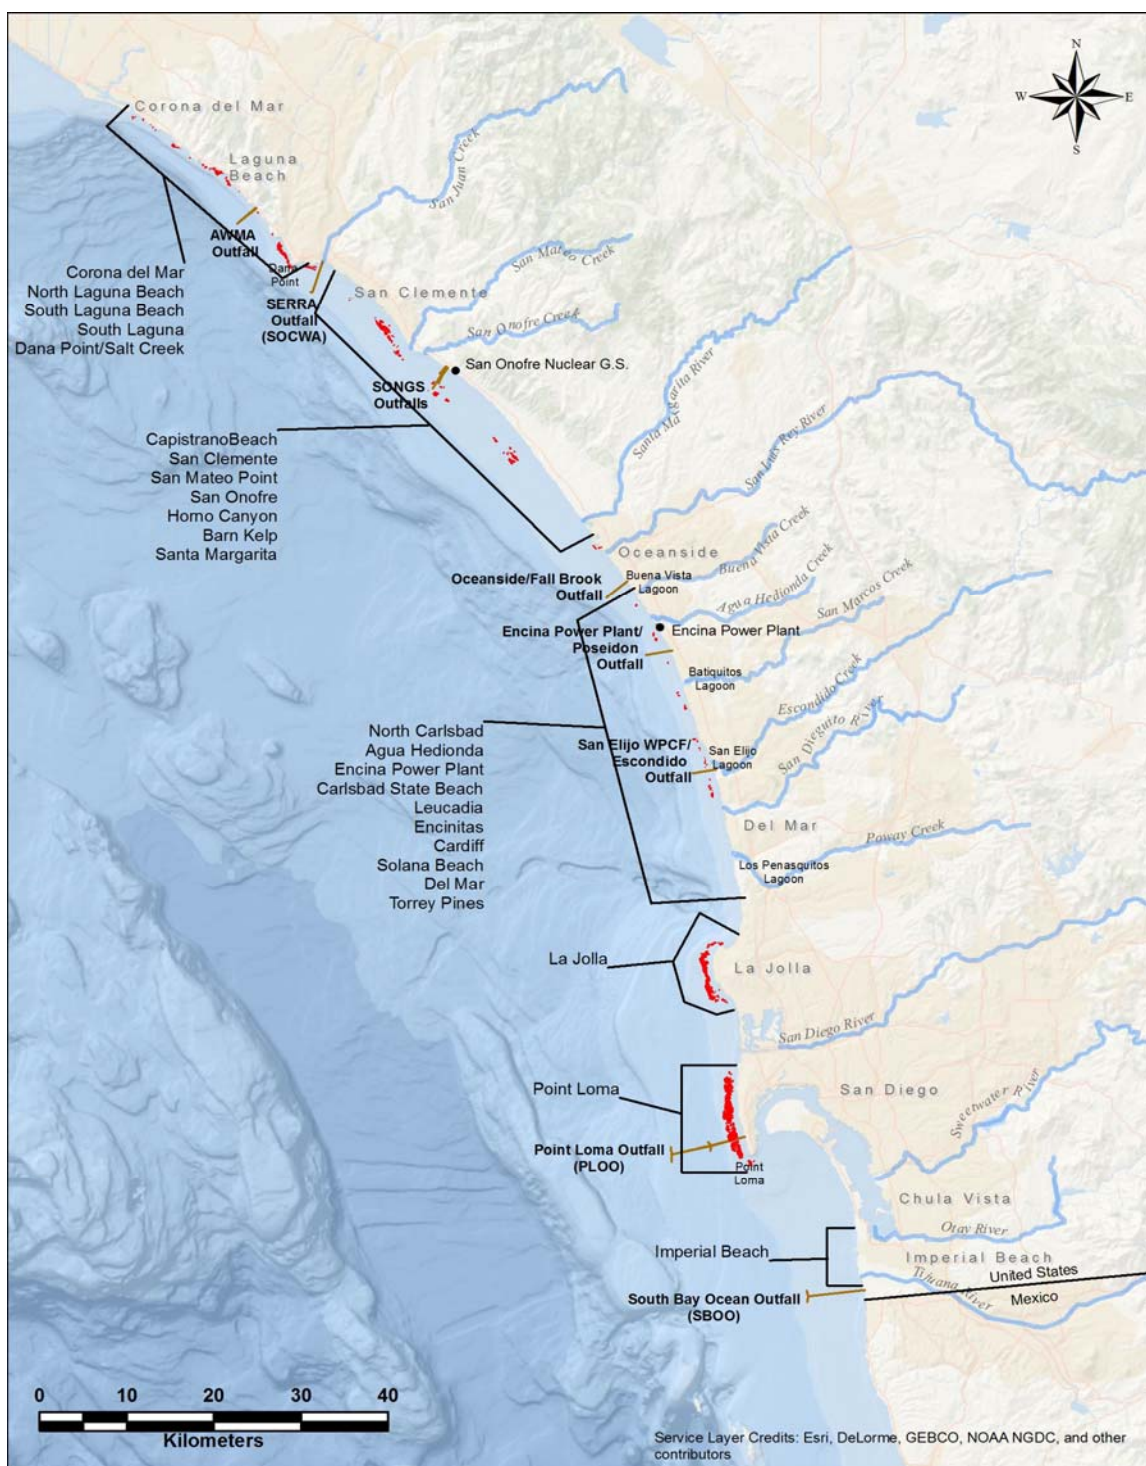 N
W
E
S
Corona del Mar
Laguna
Beach
San Juan Creek
AWMA
Outfall
Dana
Point
Corona del Mar
North Laguna Beach
South Laguna Beach
South Laguna
Dana Point/Salt Creek
San Mateo Creek
San Clemente
SERRA
Outfall
(SOCWA)
San Onofre Creek
San Onofre Nuclear G.S.
SONGS
Outfalls
Santa Margarita River
San Luis Rey River
CapistranoBeach
San Clemente
San Mateo Point
San Onofre
Horno Canyon
Barn Kelp
Santa Margarita
Oceanside
Buena Vista Creek
Oceanside/Fall Brook
Outfall
Buena Vista
Lagoon
Agua Hedionda Creek
San Marcos Creek
Encina Power Plant/
Poseidon
Outfall
Encina Power Plant
Batiquitos
Lagoon
Escondido Creek
San Dieguito River
North Carlsbad
Agua Hedionda
Encina Power Plant
Carlsbad State Beach
Leucadia
Encinitas
Cardiff
Solana Beach
Del Mar
Torrey Pines
San Elijo WPCF/
Escondido
Outfall
San Elijo
Lagoon
Del Mar
Poway Creek
Los Penasquitos
Lagoon
La Jolla
La Jolla
San Diego River
Point Loma
San Diego
Sweetwater River
Point Loma Outfall
(PLOO)
Point
Loma
Chula Vista
Otay River
Imperial Beach
Imperial Beach
Tijuana River
United States
Mexico
South Bay Ocean Outfall
(SBOO)
0 10 20 40
Kilometers
Service Layer Credits: Esri, DeLorme, GEBCO, NOAA NGDC, and other
contributors